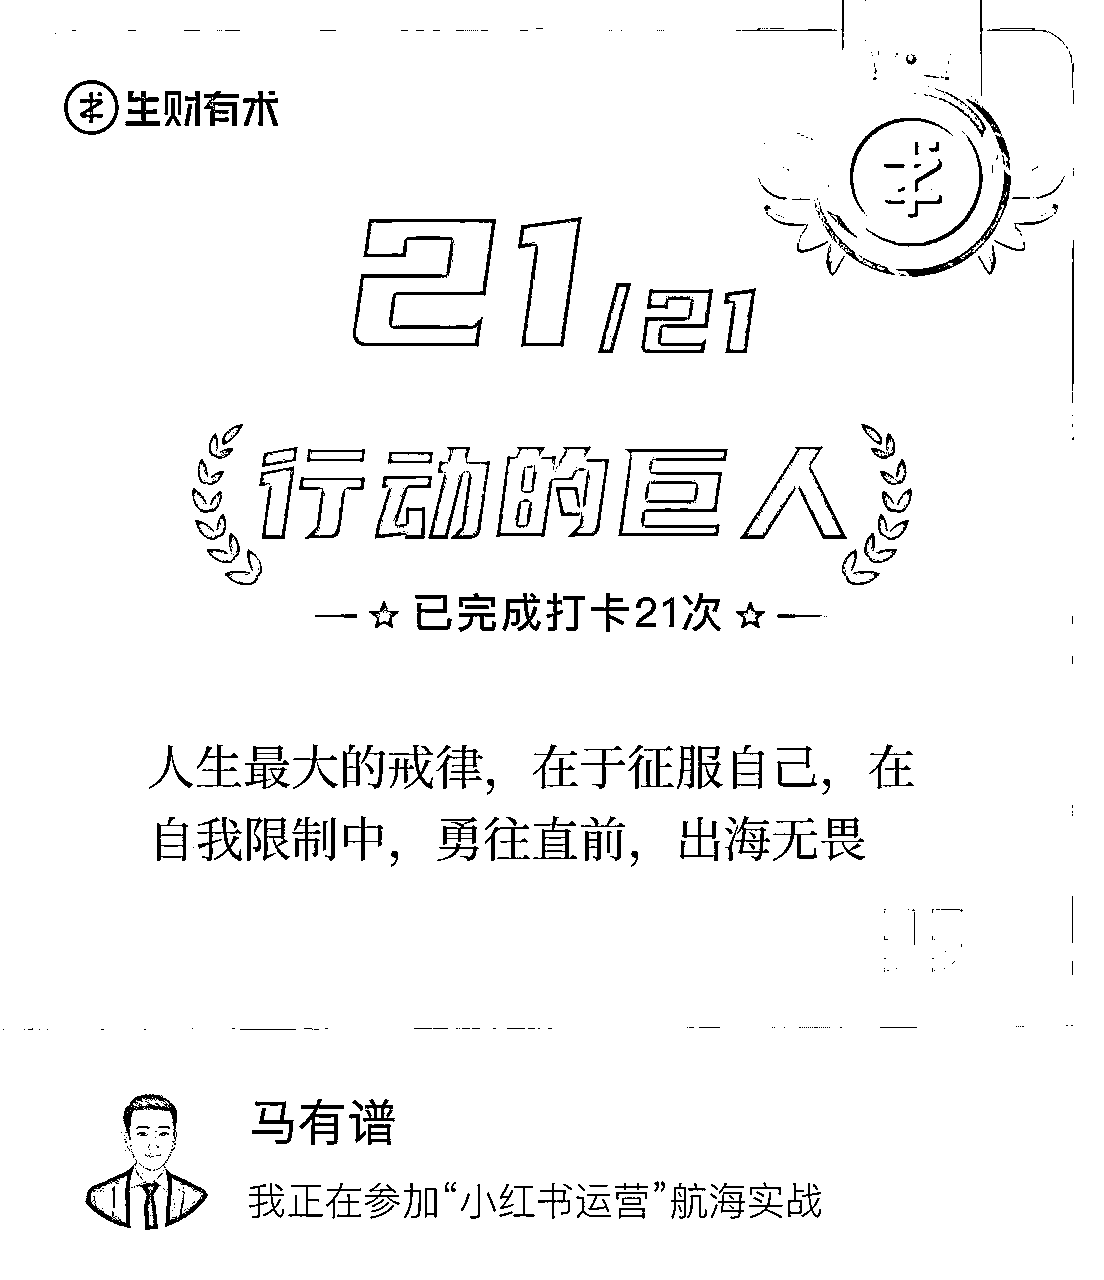 生财有术
21/21
行动的巨人
已完成打卡21次
人生最大的戒律，在于征服自己，在
自我限制中，勇往直前，出海无畏
马有谱
我正在参加“小红书运营”航海实战